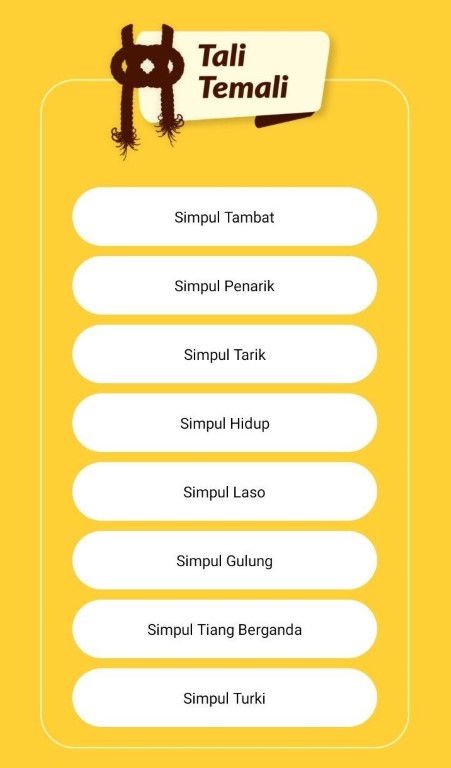 Tali
Temali
Simpul Tambat
Simpul Penarik
Simpul Tarik
Simpul Hidup
Simpul Laso
Simpul Gulung
Simpul Tiang Berganda
Simpul Turki